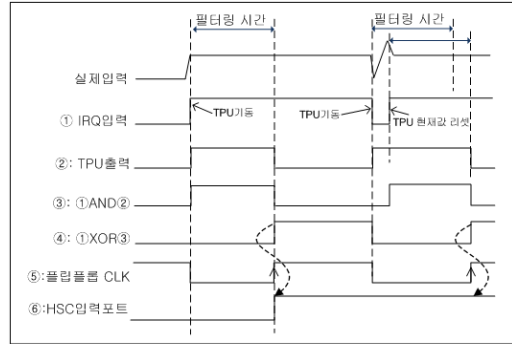 필터링 시간
필터링 시간
실제입력
① IRQ입력
TPU기동
TPU기동
TPU 현재값 리셋
②: TPU출력
③: ①AND②
④: ①XOR③
⑤:플립플롭 CLK
⑥:HSC입력포트